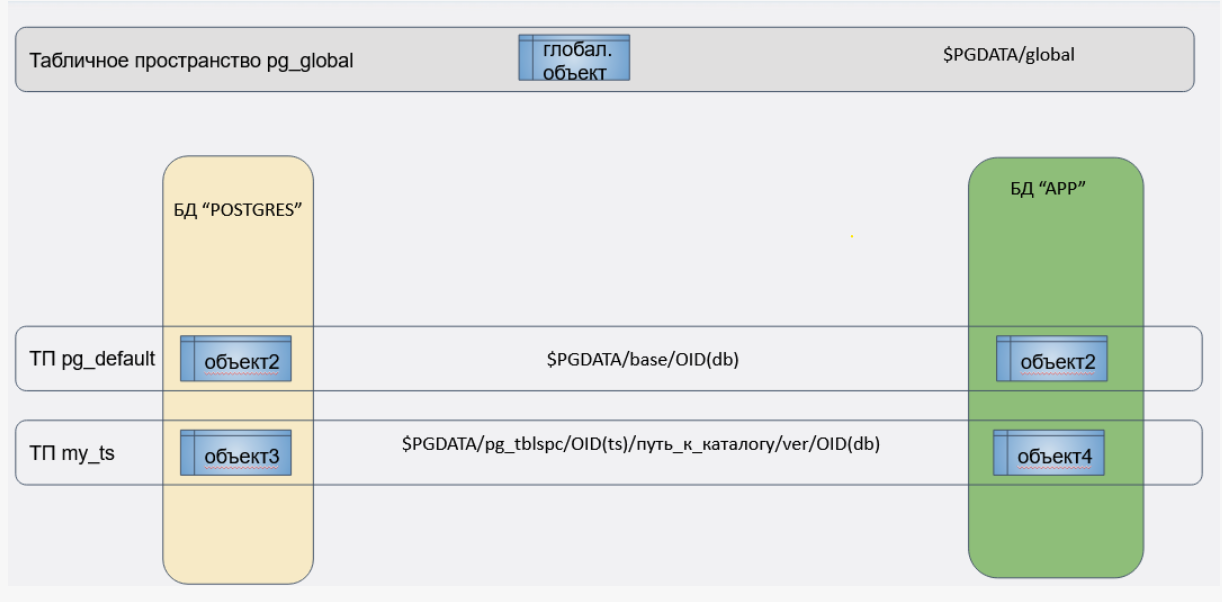 Табличное пространство pg_global
глобал.
объект
$PGDATA/global
БД “POSTGRES”
БД “APP”
ТП pg_default
объект2
$PGDATA/base/OID(db)
объект2
ТП my_ts
объект3
$PGDATA/pg_tblspc/OID(ts)/путь_к_каталогу/ver/OID(db)
объект4